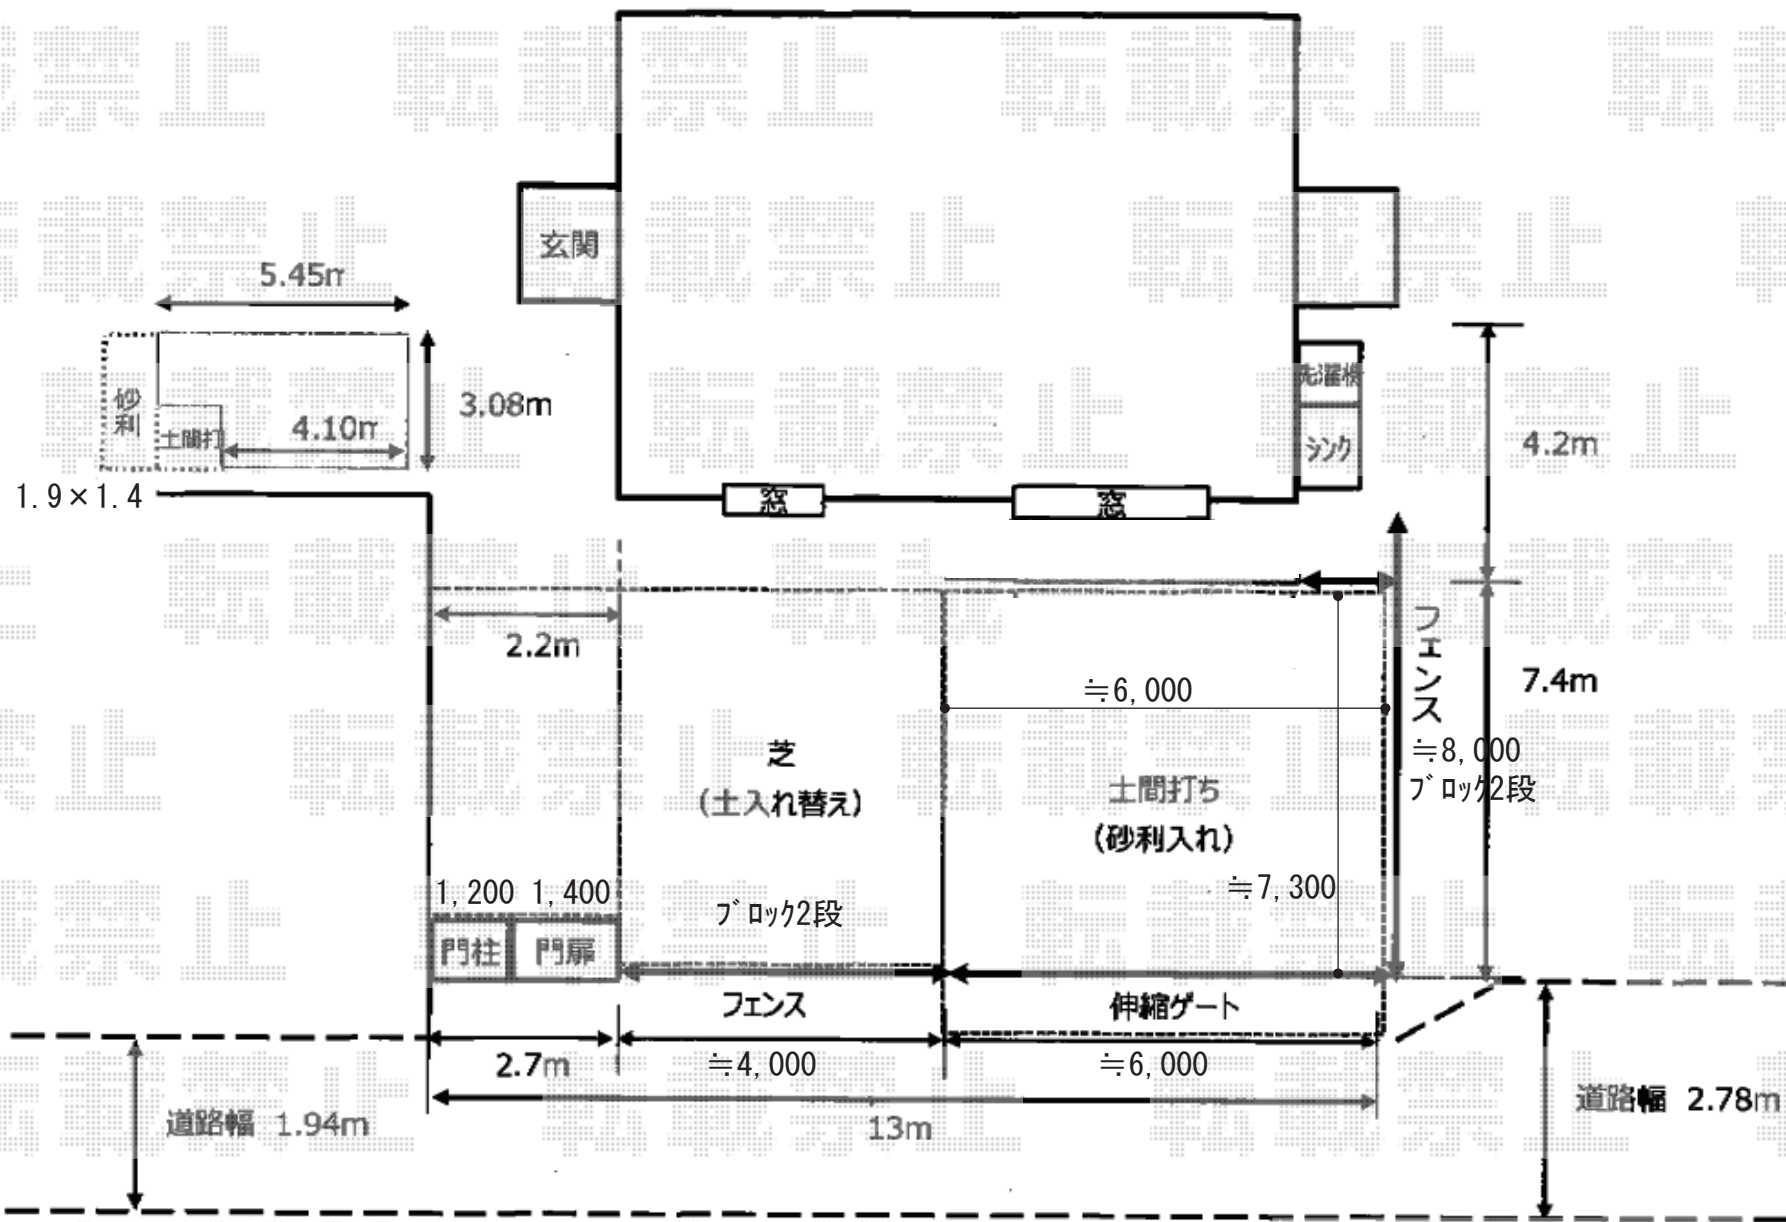 転載禁止
玄関
5.45m
砂利
土間打
4.10m
3.08m
1.9×1.4
洗濯機
シンク
4.2m
窓
窓
2.2m
≒6,000
フェンス
7.4m
≒8,000
ブロック2段
芝
(土入れ替え)
土間打ち
(砂利入れ)
≒7,300
1,200
1,400
ブロック2段
門柱
門扉
フェンス
伸縮ゲート
2.7m
≒4,000
≒6,000
13m
道路幅 1.94m
道路幅 2.78m